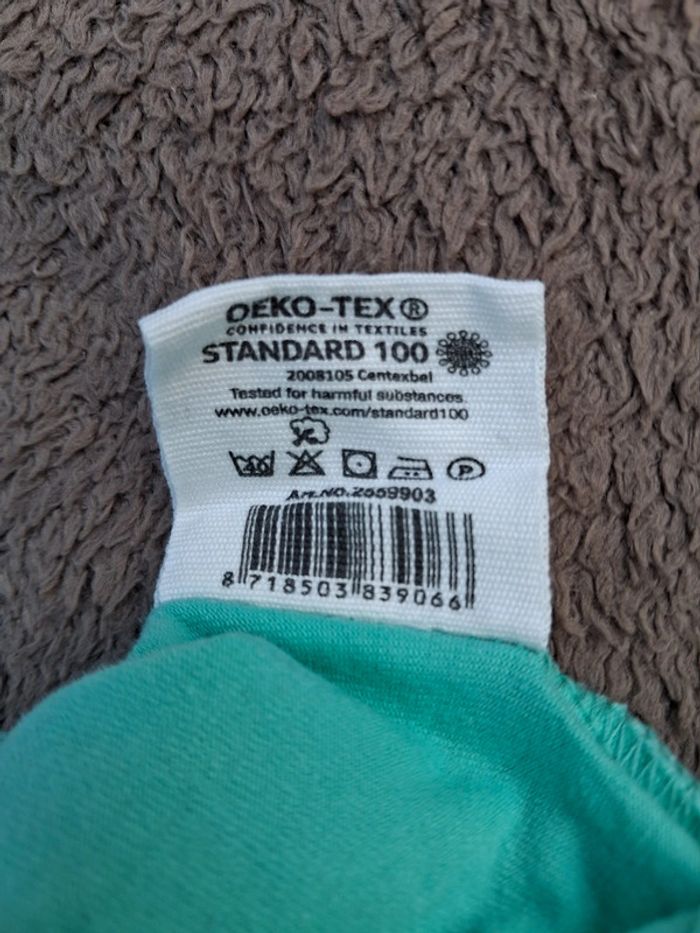 OEKO-TEX®
CONFIDENCE IN TEXTILES
STANDARD 100
2008105 Centexbel
Tested for harmful substances.
www.oeko-tex.com/standard100
40 P
Art.NO.2559903
8 718503 839066